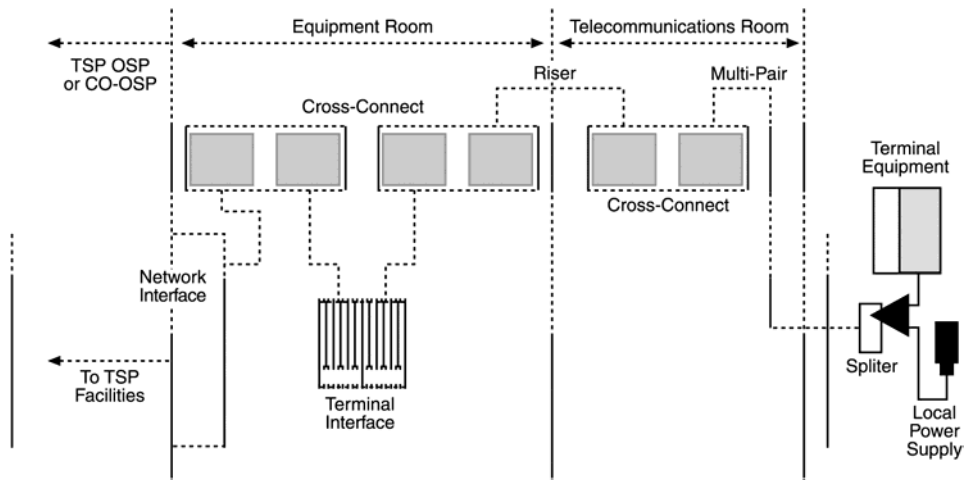 Equipment Room
Telecommunications Room
TSP OSP
or CO-OSP
Riser
Multi-Pair
Cross-Connect
Terminal
Equipment
Cross-Connect
Network
Interface
To TSP
Facilities
Terminal
Interface
Spliter
Local
Power
Supply